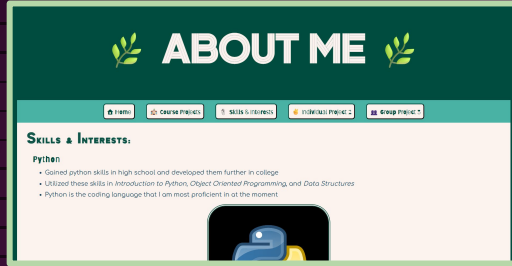 ABOUT ME
Home
Course Projects
Skills & Interests
Individual Project
Group Project
SKILLS & INTERESTS:
Python
• Gained python skills in high school and developed them further in college
• Utilized these skills in Introduction to Python, Object Oriented Programming, and Data Structures
• Python is the coding language that I am most proficient in at the moment